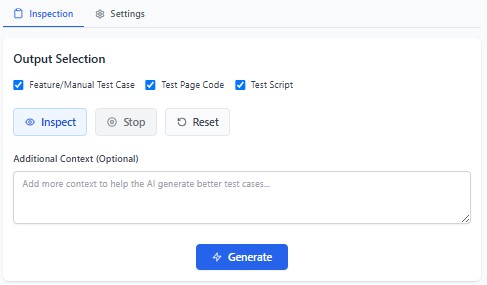 Inspection Settings
Output Selection
Feature/Manual Test Case Test Page Code Test Script
Inspect Stop Reset
Additional Context (Optional)
Add more context to help the AI generate better test cases...
Generate